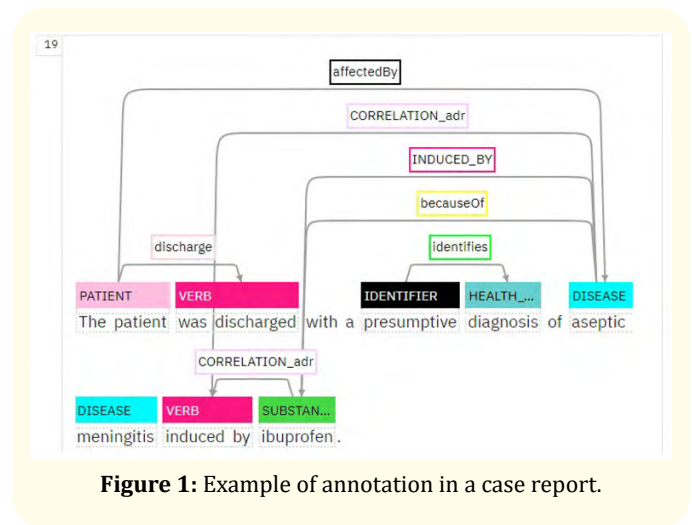 19
affectedBy
CORRELATION_adr
INDUCED_BY
becauseOf
discharge
identifies
PATIENT VERB IDENTIFIER HEALTH_... DISEASE
The patient was discharged with a presumptive diagnosis of aseptic
CORRELATION_adr
DISEASE VERB SUBSTAN...
meningitis induced by ibuprofen.
Figure 1: Example of annotation in a case report.